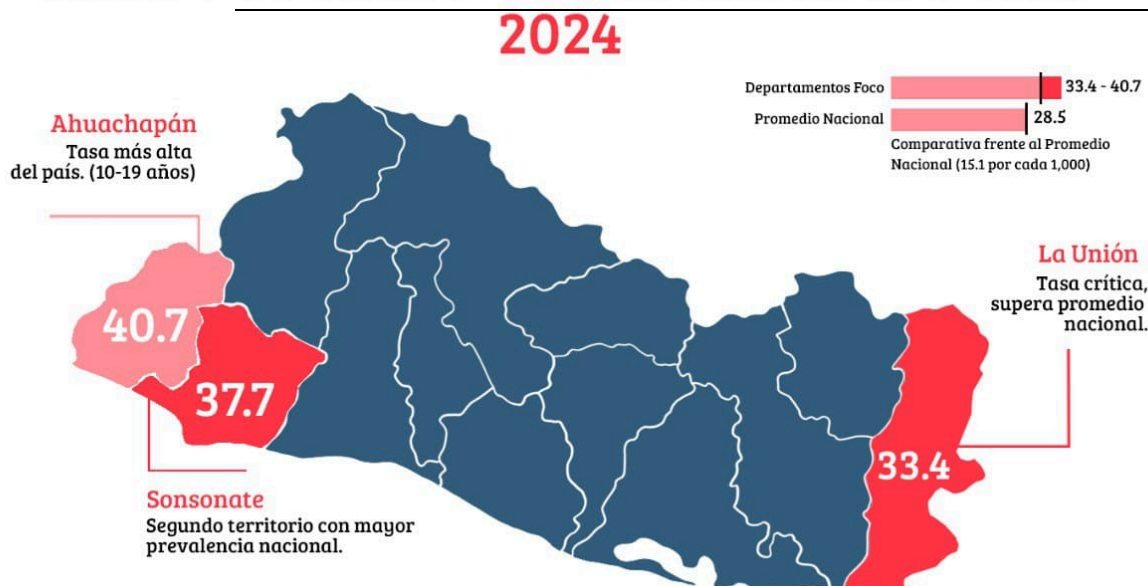 2024
Departamentos Foco
33.4 - 40.7
Promedio Nacional
28.5
Comparativa frente al Promedio
Nacional (15.1 por cada 1,000)
Ahuachapán
Tasa más alta
del país. (10-19 años)
40.7
37.7
Sonsonate
Segundo territorio con mayor
prevalencia nacional.
La Unión
Tasa crítica,
supera promedio
nacional.
33.4